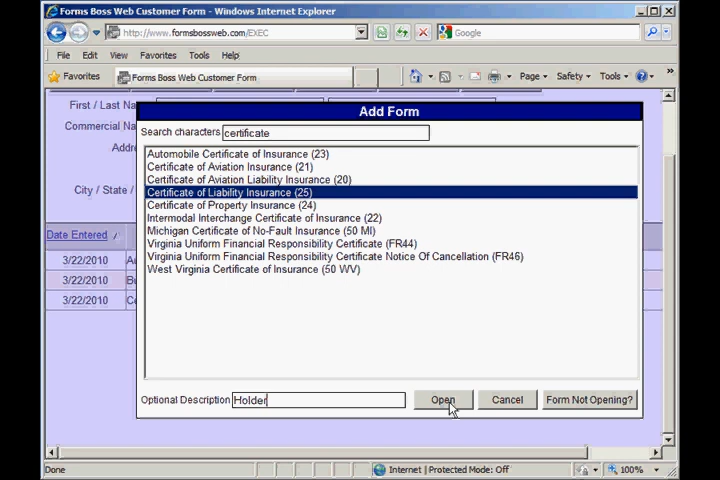 Forms Boss Web Customer Form - Windows Internet Explorer
http://www.formsbossweb.com/EXEC
Google
File Edit View Favorites Tools Help
Favorites Forms Boss Web Customer Form Page Safety Tools
First / Last Na
Commercial Na
Addre
City / State /
Date Entered
3/22/2010 Au
3/22/2010 Bu
3/22/2010 Ce
Add Form
Search characters certificate
Automobile Certificate of Insurance (23)
Certificate of Aviation Insurance (21)
Certificate of Aviation Liability Insurance (20)
Certificate of Liability Insurance (25)
Certificate of Property Insurance (24)
Intermodal Interchange Certificate of Insurance (22)
Michigan Certificate of No-Fault Insurance (50 MI)
Virginia Uniform Financial Responsibility Certificate (FR44)
Virginia Uniform Financial Responsibility Certificate Notice Of Cancellation (FR46)
West Virginia Certificate of Insurance (50 WV)
Optional Description Holder Open Cancel Form Not Opening?
Done Internet | Protected Mode: Off 100%